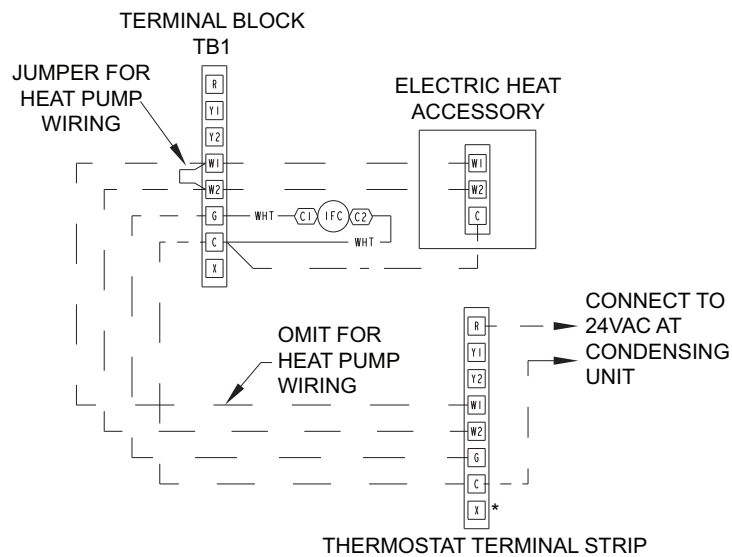 TERMINAL BLOCK
TB1
JUMPER FOR
HEAT PUMP
WIRING
R
Y1
Y2
W1
W2
G
C
X
WHT
C1
IFC
C2
WHT
ELECTRIC HEAT
ACCESSORY
W1
W2
C
OMIT FOR
HEAT PUMP
WIRING
R
Y1
Y2
W1
W2
G
C
X *
CONNECT TO
24VAC AT
CONDENSING
UNIT
THERMOSTAT TERMINAL STRIP